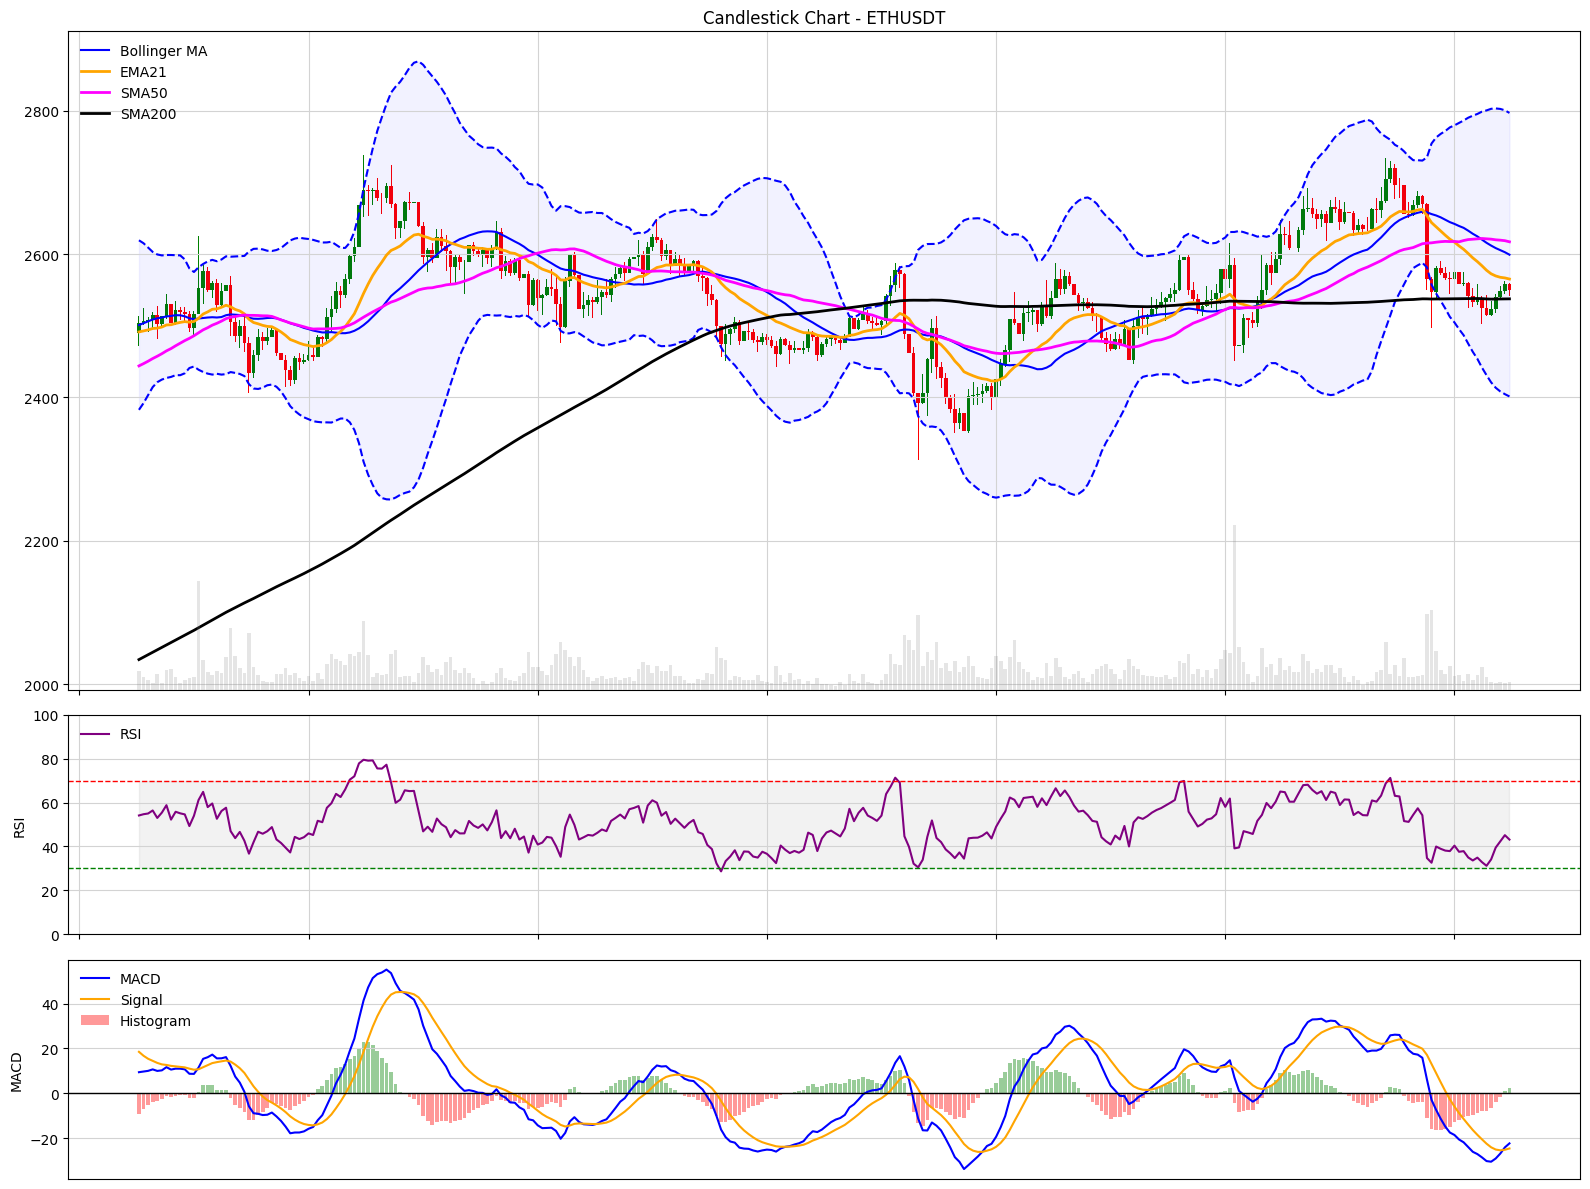 Candlestick Chart - ETHUSDT
Bollinger MA
EMA21
SMA50
SMA200
2800
2600
2400
2200
2000
100
80
60
40
20
0
RSI
RSI
40
20
0
−20
MACD
MACD
Signal
Histogram